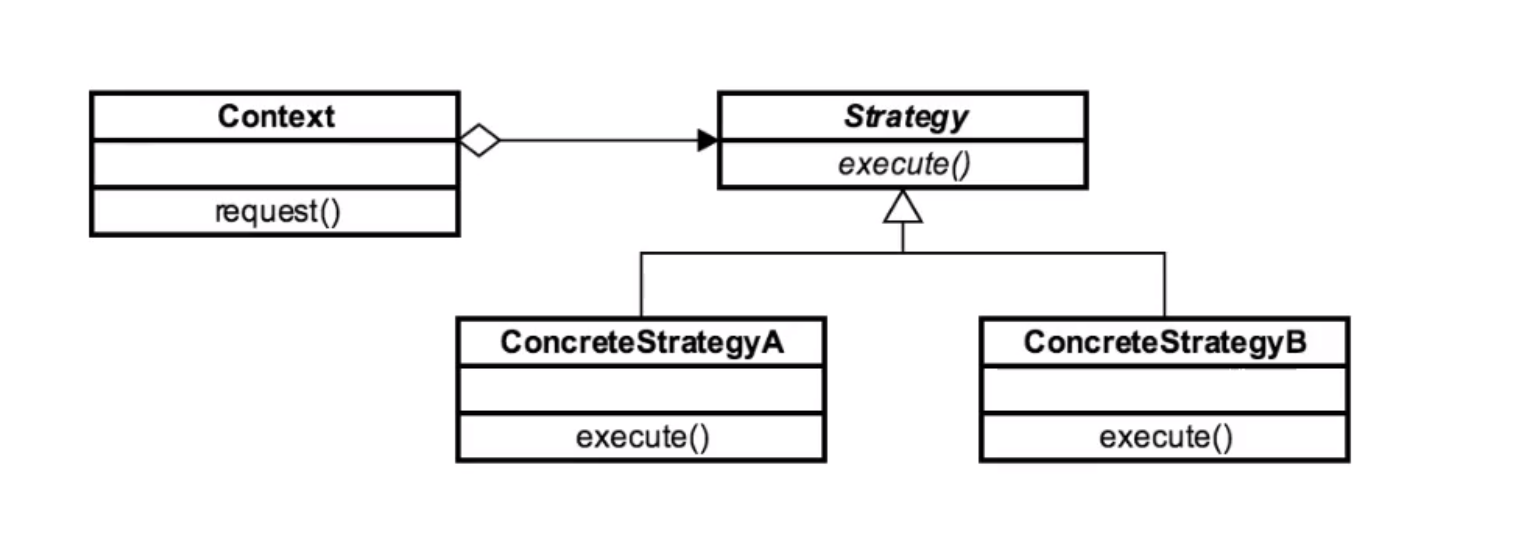 Context
request()
Strategy
execute()
ConcreteStrategyA
execute()
ConcreteStrategyB
execute()